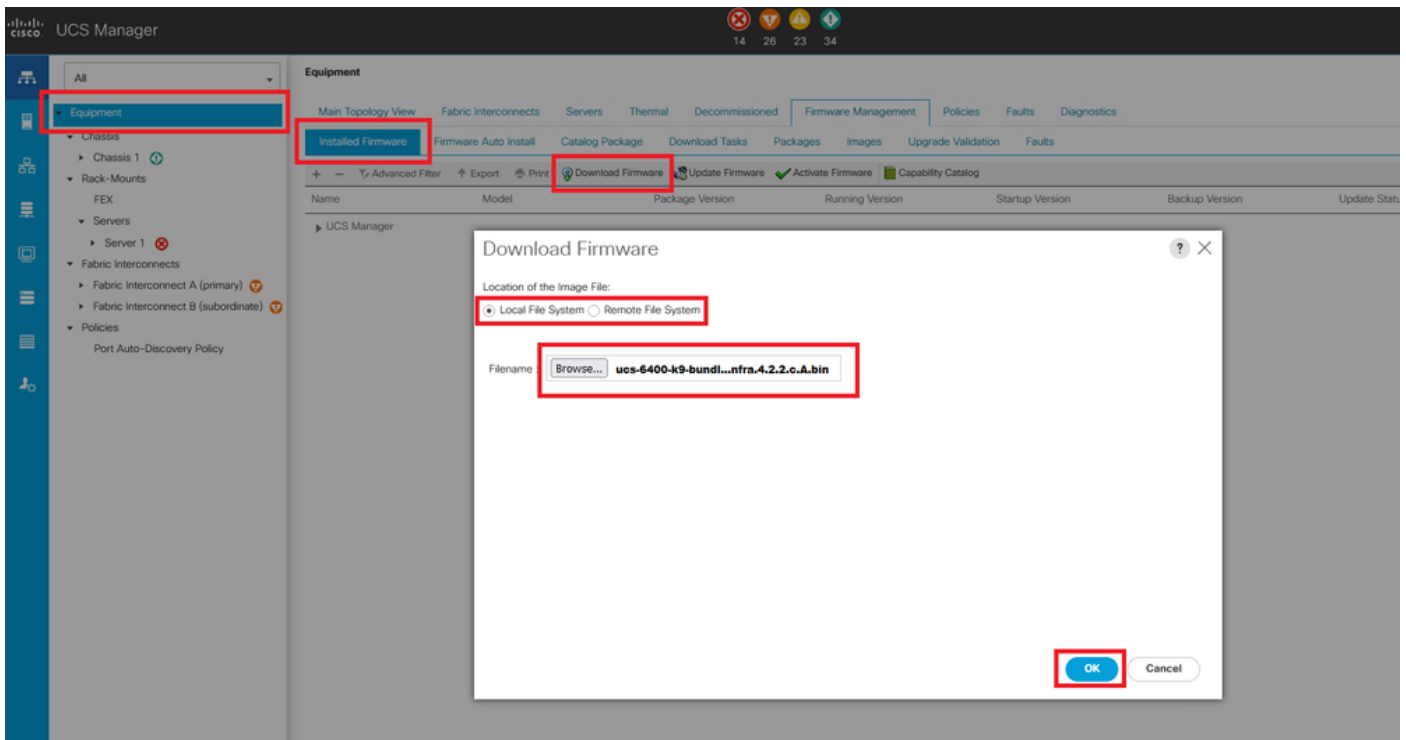 CISCO UCS Manager
14 26 23 34
All
Equipment
Chassis
Chassis 1
Rack-Mounts
FEX
Servers
Server 1
Fabric Interconnects
Fabric Interconnect A (primary)
Fabric Interconnect B (subordinate)
Policies
Port Auto-Discovery Policy
Equipment
Main Topology View Fabric Interconnects Servers Thermal Decommissioned Firmware Management Policies Faults Diagnostics
Installed Firmware Firmware Auto Install Catalog Package Download Tasks Packages Images Upgrade Validation Faults
+ − Advanced Filter Export Print Download Firmware Update Firmware Activate Firmware Capability Catalog
Name Model Package Version Running Version Startup Version Backup Version Update Statu
UCS Manager
Download Firmware ? ×
Location of the Image File:
Local File System Remote File System
Filename : Browse... ucs-6400-k9-bundl...nfra.4.2.2.c.A.bin
OK Cancel